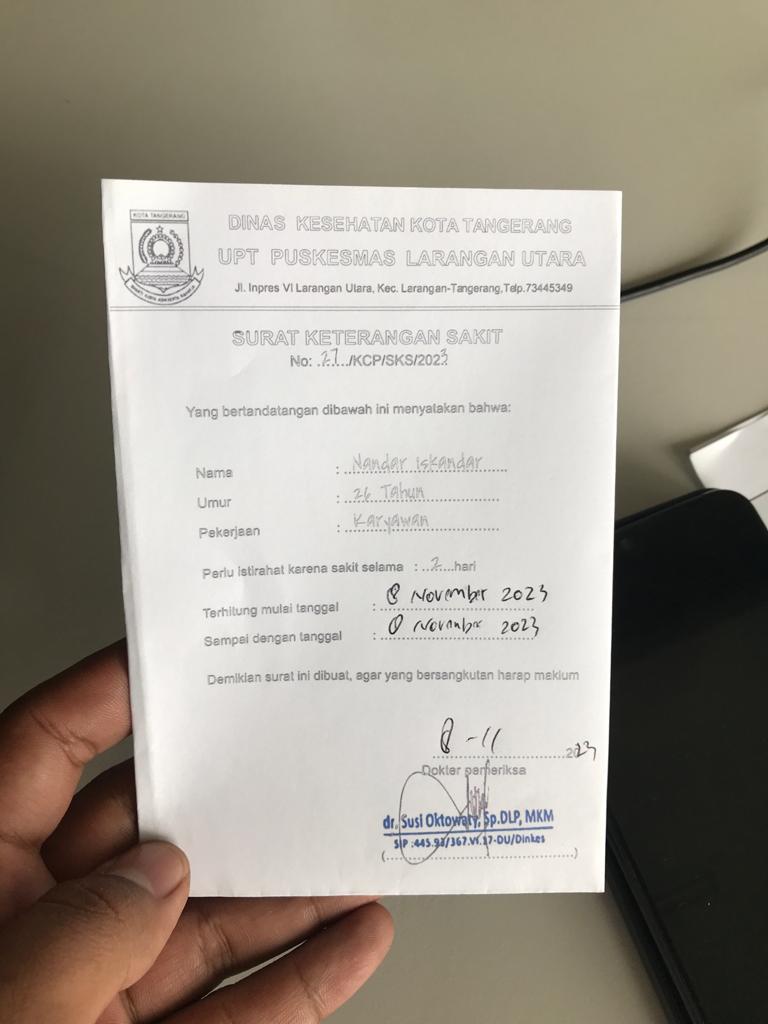 KOTA TANGERANG
DINAS KESEHATAN KOTA TANGERANG
UPT PUSKESMAS LARANGAN UTARA
Jl. Inpres VI Larangan Utara, Kec. Larangan-Tangerang,Telp.73445349
SURAT KETERANGAN SAKIT
No: .27.../KCP/SKS/2023
Yang bertandatangan dibawah ini menyatakan bahwa:
Nama : Nandar iskandar
Umur : 26 Tahun
Pekerjaan : Karyawan
Perlu istirahat karena sakit selama : ..2...hari
Terhitung mulai tanggal : 8 November 2023
Sampai dengan tanggal : November 2023
Demikian surat ini dibuat, agar yang bersangkutan harap maklum
8-11 2023
Dokter pemeriksa
dr. Susi Oktowaty, Sp.DLP, MKM
SIP :445.93/367.VI.17-DU/Dinkes
(..............................)